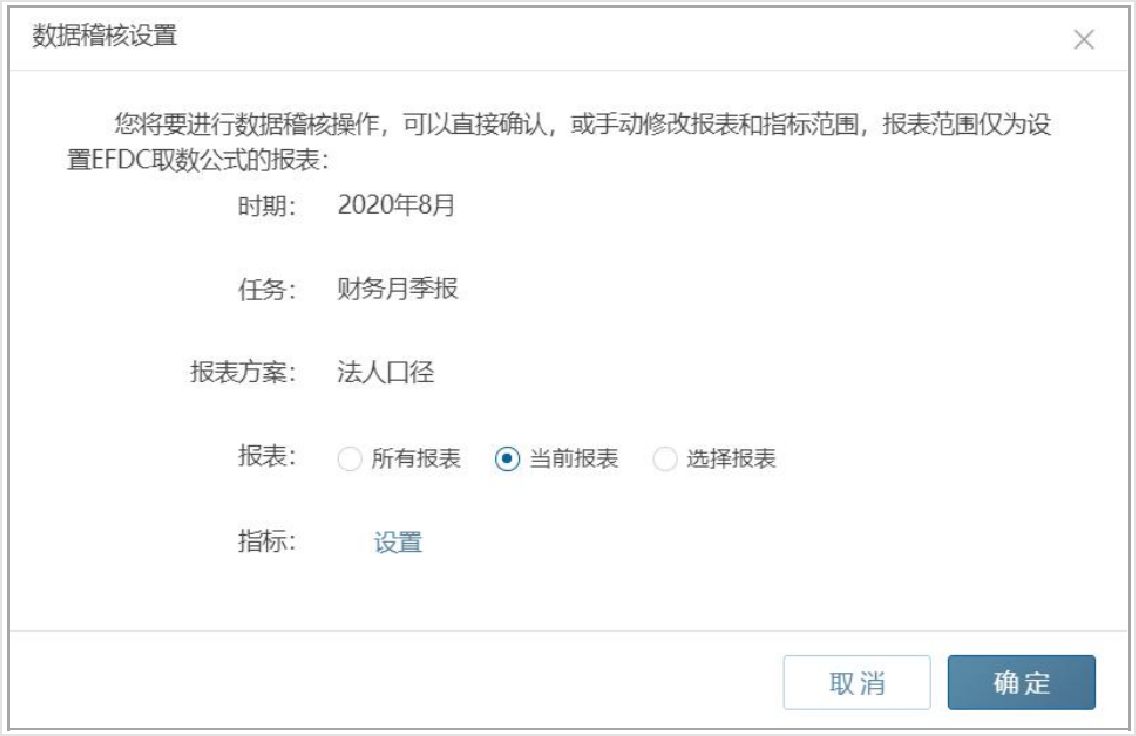 数据稽核设置
您将要进行数据稽核操作，可以直接确认，或手动修改报表和指标范围，报表范围仅为设
置EFDC取数公式的报表：
时期： 2020年8月
任务： 财务月季报
报表方案： 法人口径
报表： 所有报表 当前报表 选择报表
指标： 设置
取消 确定